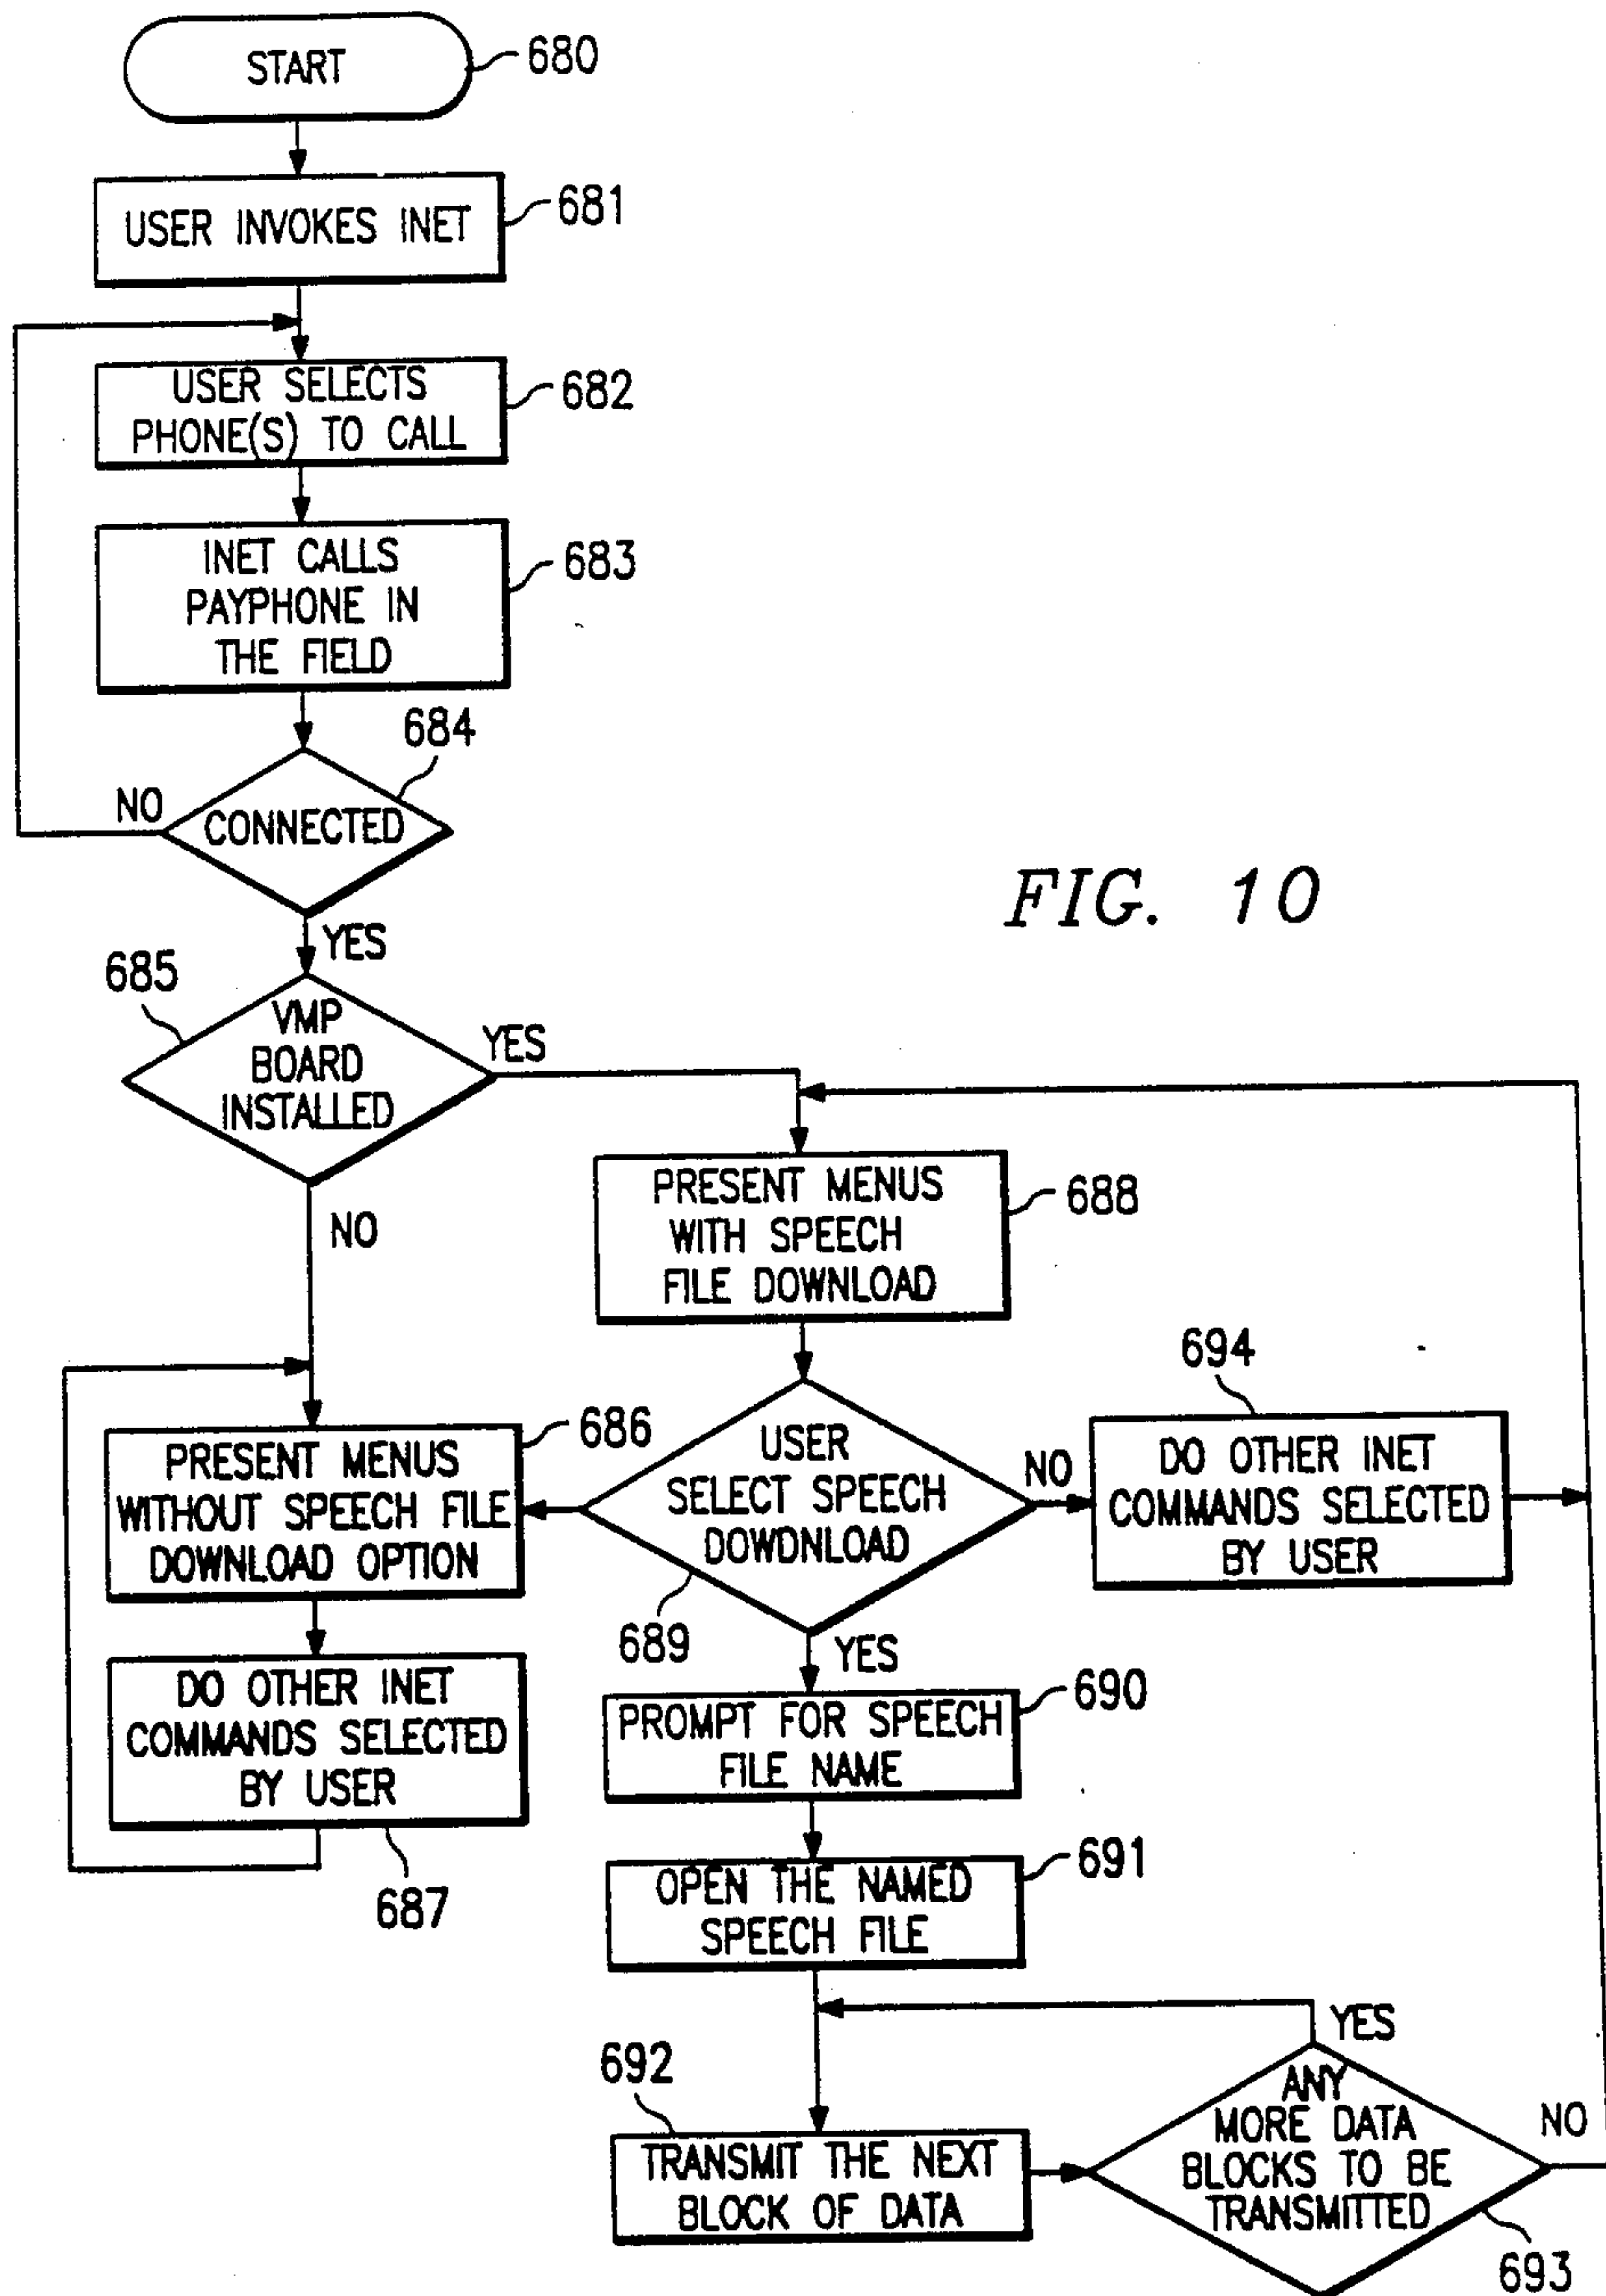 START
680
USER INVOKES INET
681
USER SELECTS
PHONE(S) TO CALL
682
INET CALLS
PAYPHONE IN
THE FIELD
683
684
CONNECTED
NO
YES
FIG. 10
685
VMP
BOARD
INSTALLED
YES
NO
PRESENT MENUS
WITH SPEECH
FILE DOWNLOAD
688
686
PRESENT MENUS
WITHOUT SPEECH FILE
DOWNLOAD OPTION
USER
SELECT SPEECH
DOWDNLOAD
689
NO
YES
694
DO OTHER INET
COMMANDS SELECTED
BY USER
DO OTHER INET
COMMANDS SELECTED
BY USER
687
PROMPT FOR SPEECH
FILE NAME
690
OPEN THE NAMED
SPEECH FILE
691
692
TRANSMIT THE NEXT
BLOCK OF DATA
YES
ANY
MORE DATA
BLOCKS TO BE
TRANSMITTED
NO
693